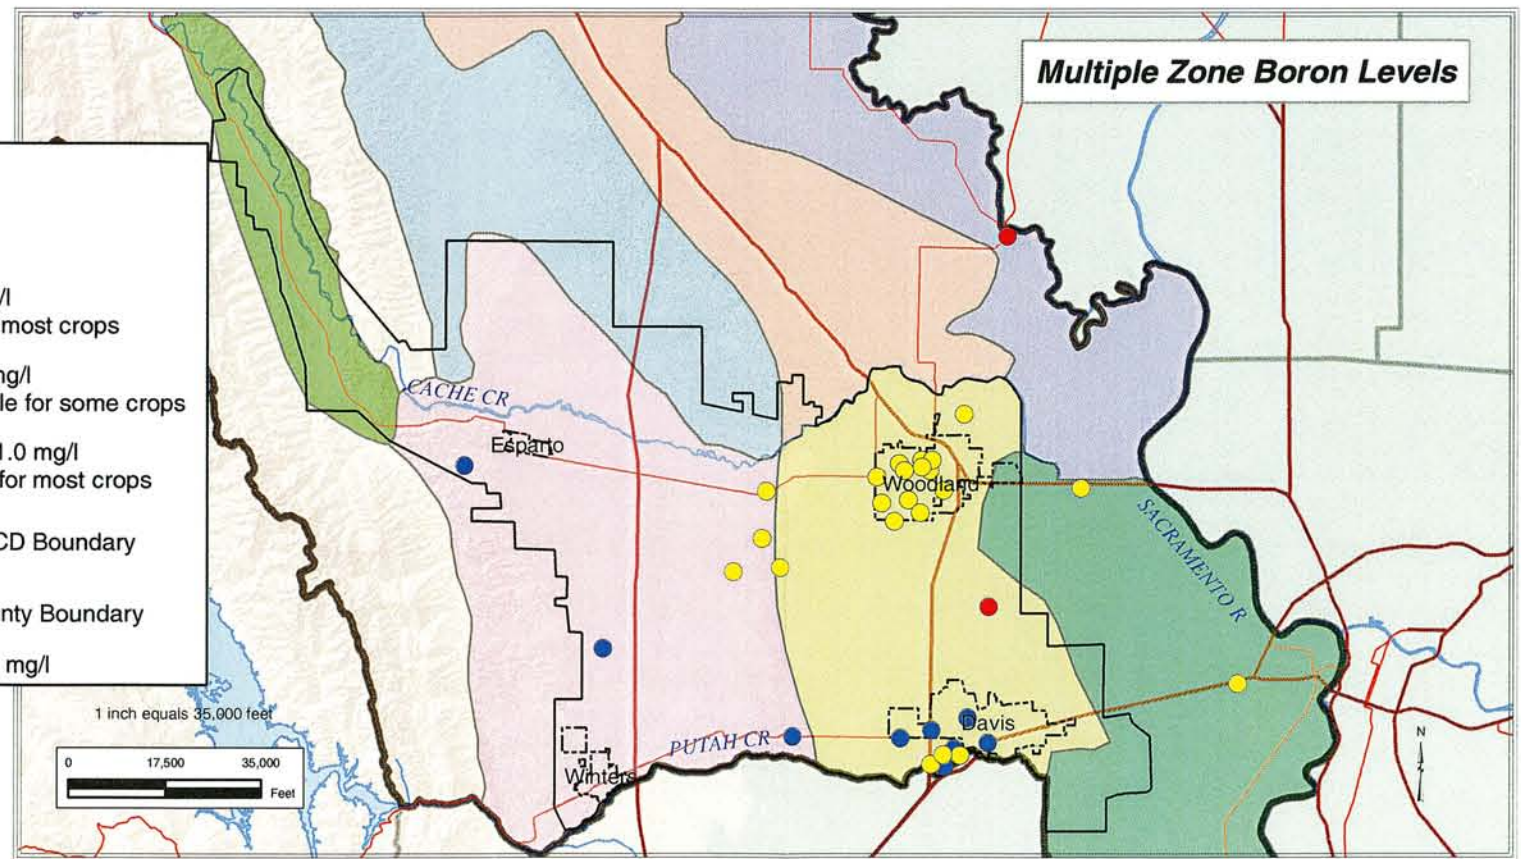 Multiple Zone Boron Levels
/l
most crops
mg/l
le for some crops
1.0 mg/l
for most crops
CD Boundary
nty Boundary
mg/l
1 inch equals 35,000 feet
0 17,500 35,000
Feet
CACHE CR
Esparto
Woodland
SACRAMENTO R
Davis
PUTAH CR
Winters
N